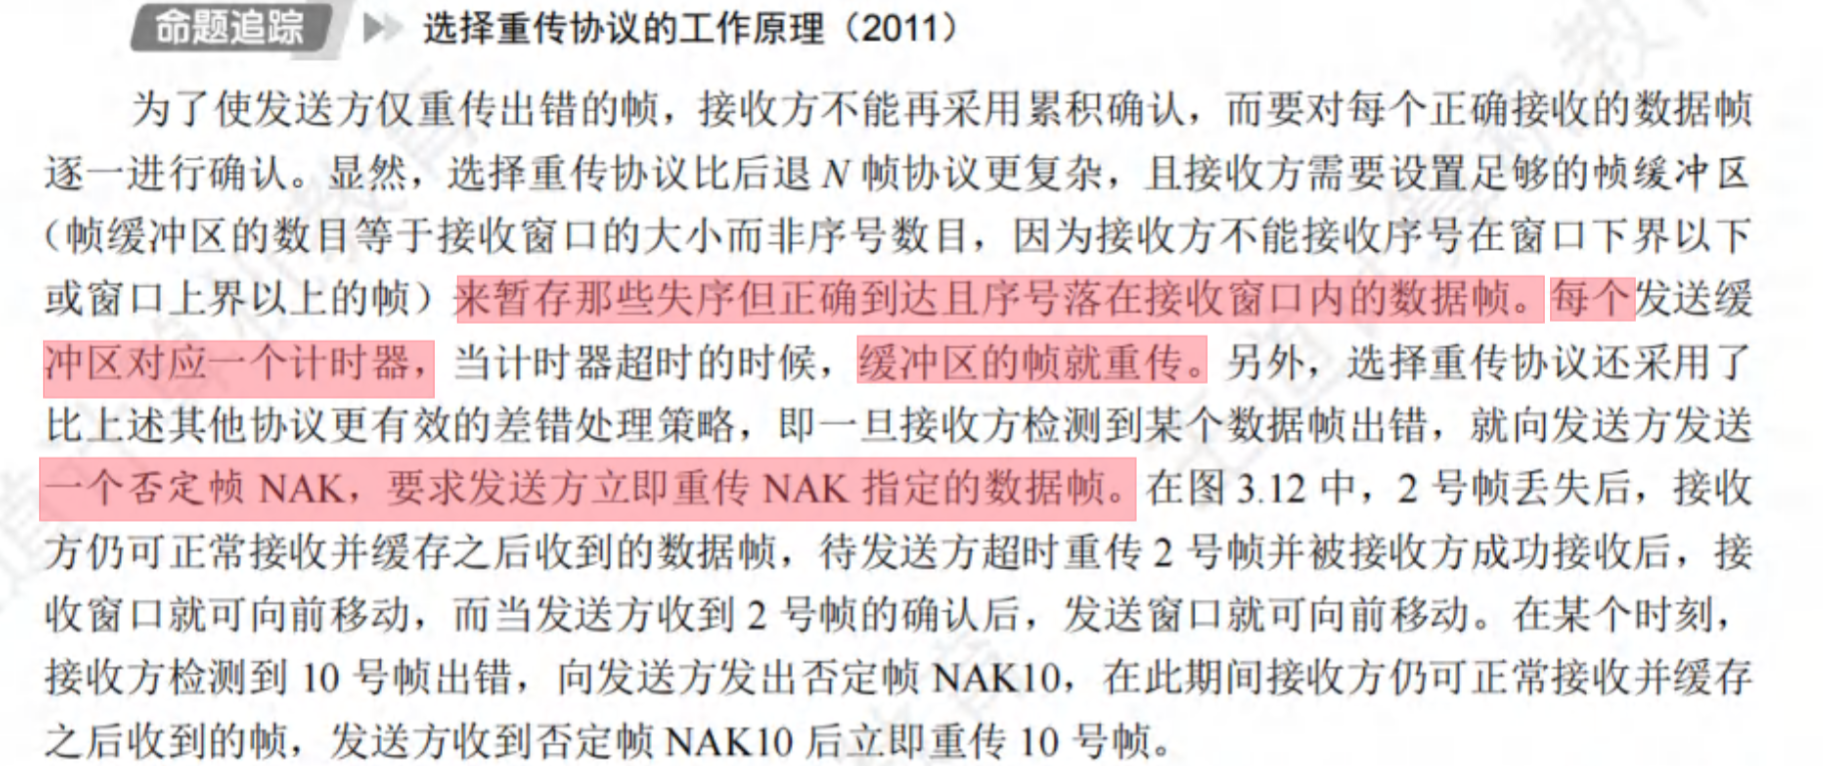 命题追踪 选择重传协议的工作原理（2011）
为了使发送方仅重传出错的帧，接收方不能再采用累积确认，而要对每个正确接收的数据帧
逐一进行确认。显然，选择重传协议比后退 N 帧协议更复杂，且接收方需要设置足够的帧缓冲区
（帧缓冲区的数目等于接收窗口的大小而非序号数目，因为接收方不能接收序号在窗口下界以下
或窗口上界以上的帧）来暂存那些失序但正确到达且序号落在接收窗口内的数据帧。每个发送缓
冲区对应一个计时器，当计时器超时的时候，缓冲区的帧就重传。另外，选择重传协议还采用了
比上述其他协议更有效的差错处理策略，即一旦接收方检测到某个数据帧出错，就向发送方发送
一个否定帧 NAK，要求发送方立即重传 NAK 指定的数据帧。在图 3.12 中，2 号帧丢失后，接收
方仍可正常接收并缓存之后收到的数据帧，待发送方超时重传 2 号帧并被接收方成功接收后，接
收窗口就可向前移动，而当发送方收到 2 号帧的确认后，发送窗口就可向前移动。在某个时刻，
接收方检测到 10 号帧出错，向发送方发出否定帧 NAK10，在此期间接收方仍可正常接收并缓存
之后收到的帧，发送方收到否定帧 NAK10 后立即重传 10 号帧。